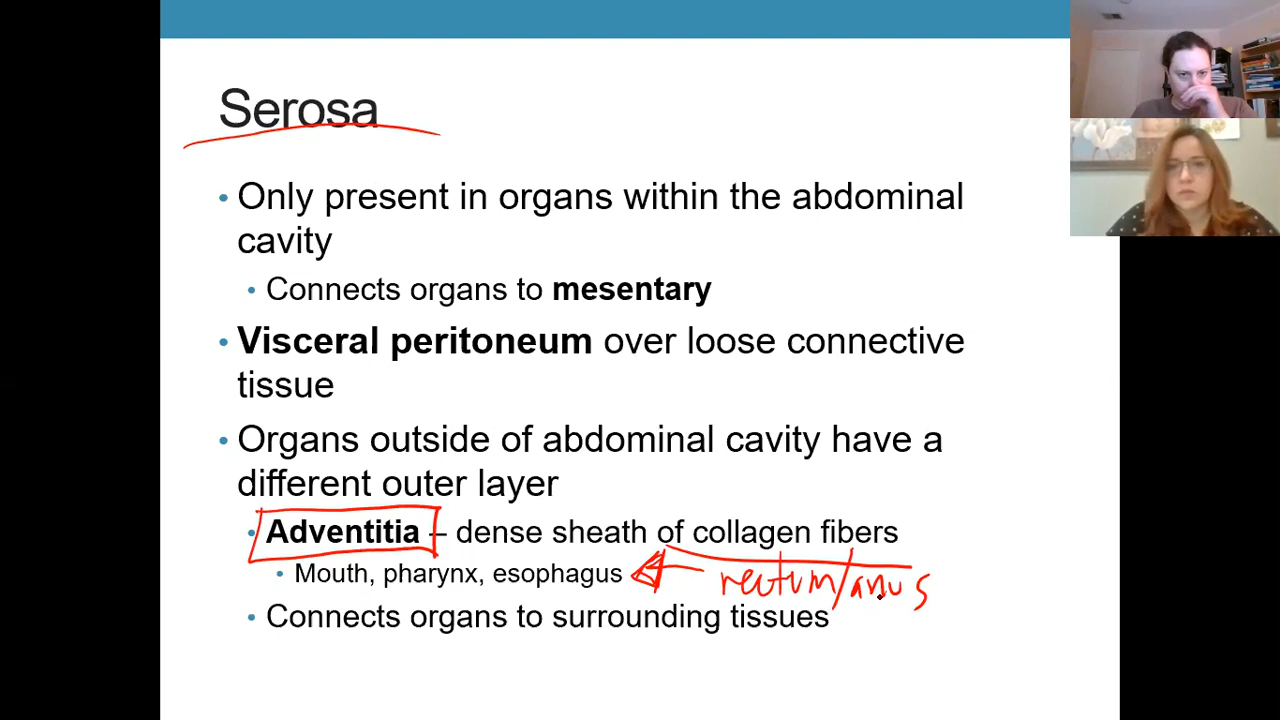 Serosa
• Only present in organs within the abdominal
cavity
• Connects organs to mesentary
• Visceral peritoneum over loose connective
tissue
• Organs outside of abdominal cavity have a
different outer layer
• Adventitia – dense sheath of collagen fibers
• Mouth, pharynx, esophagus rectum/anus
• Connects organs to surrounding tissues